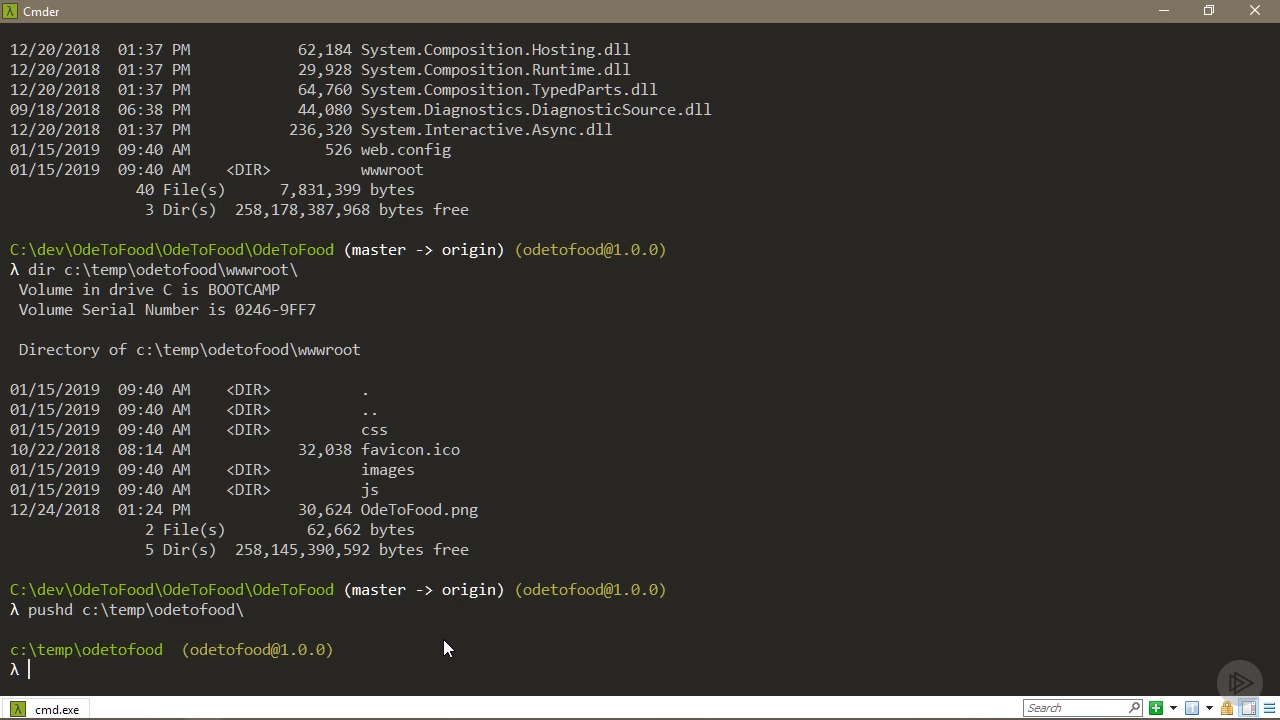 Cmder
12/20/2018  01:37 PM            62,184 System.Composition.Hosting.dll
12/20/2018  01:37 PM            29,928 System.Composition.Runtime.dll
12/20/2018  01:37 PM            64,760 System.Composition.TypedParts.dll
09/18/2018  06:38 PM            44,080 System.Diagnostics.DiagnosticSource.dll
12/20/2018  01:37 PM           236,320 System.Interactive.Async.dll
01/15/2019  09:40 AM               526 web.config
01/15/2019  09:40 AM    <DIR>          wwwroot
              40 File(s)      7,831,399 bytes
               3 Dir(s)  258,178,387,968 bytes free
C:\dev\OdeToFood\OdeToFood\OdeToFood (master -> origin) (odetofood@1.0.0)
λ dir c:\temp\odetofood\wwwroot\
 Volume in drive C is BOOTCAMP
 Volume Serial Number is 0246-9FF7
 Directory of c:\temp\odetofood\wwwroot
01/15/2019  09:40 AM    <DIR>          .
01/15/2019  09:40 AM    <DIR>          ..
01/15/2019  09:40 AM    <DIR>          css
10/22/2018  08:14 AM            32,038 favicon.ico
01/15/2019  09:40 AM    <DIR>          images
01/15/2019  09:40 AM    <DIR>          js
12/24/2018  01:24 PM            30,624 OdeToFood.png
               2 File(s)         62,662 bytes
               5 Dir(s)  258,145,390,592 bytes free
C:\dev\OdeToFood\OdeToFood\OdeToFood (master -> origin) (odetofood@1.0.0)
λ pushd c:\temp\odetofood\
c:\temp\odetofood  (odetofood@1.0.0)
λ
cmd.exe
Search